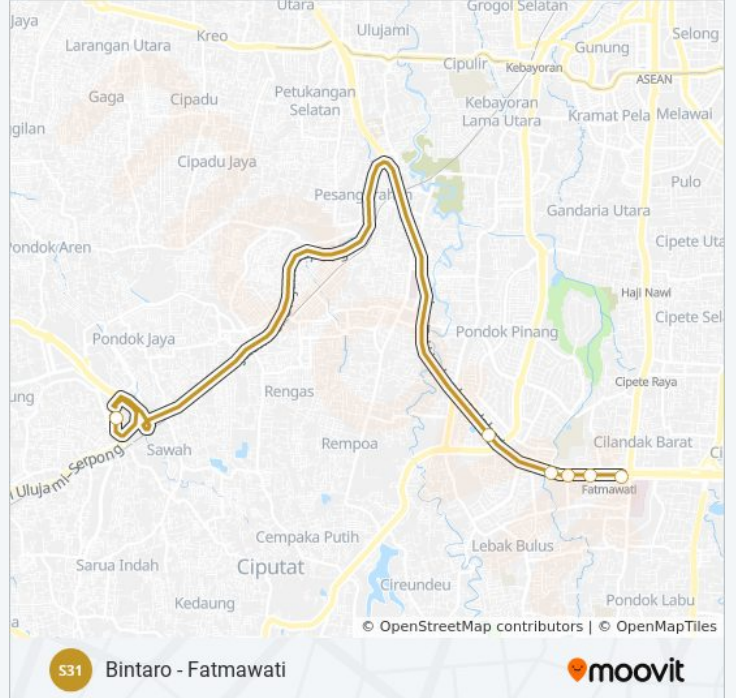 Utara
Grogol Selatan
Jaya
Kreo
Ulujami
Selong
Larangan Utara
Gunung
Cipulir
Kebayoran
ASEAN
Gaga
Cipadu
Petukangan
Selatan
Kebayoran
Lama Utara
Kramat Pela
Melawai
gilan
Cipadu Jaya
Pulo
Pesanggrahan
Gandaria Utara
Pondok Aren
Cipete Uta
Haji Nawi
Cipete Sel
Pondok Jaya
Pondok Pinang
ung
Rengas
Cipete Raya
Rempoa
Cilandak Barat
Ci
Sawah
i Ulujami-Serpong
Fatmawati
Cempaka Putih
Lebak Bulus
Sarua Indah
Ciputat
Cireundeu
Kedaung
Pondok Labu
a
© OpenStreetMap contributors | © OpenMapTiles
S31
Bintaro - Fatmawati
moovit